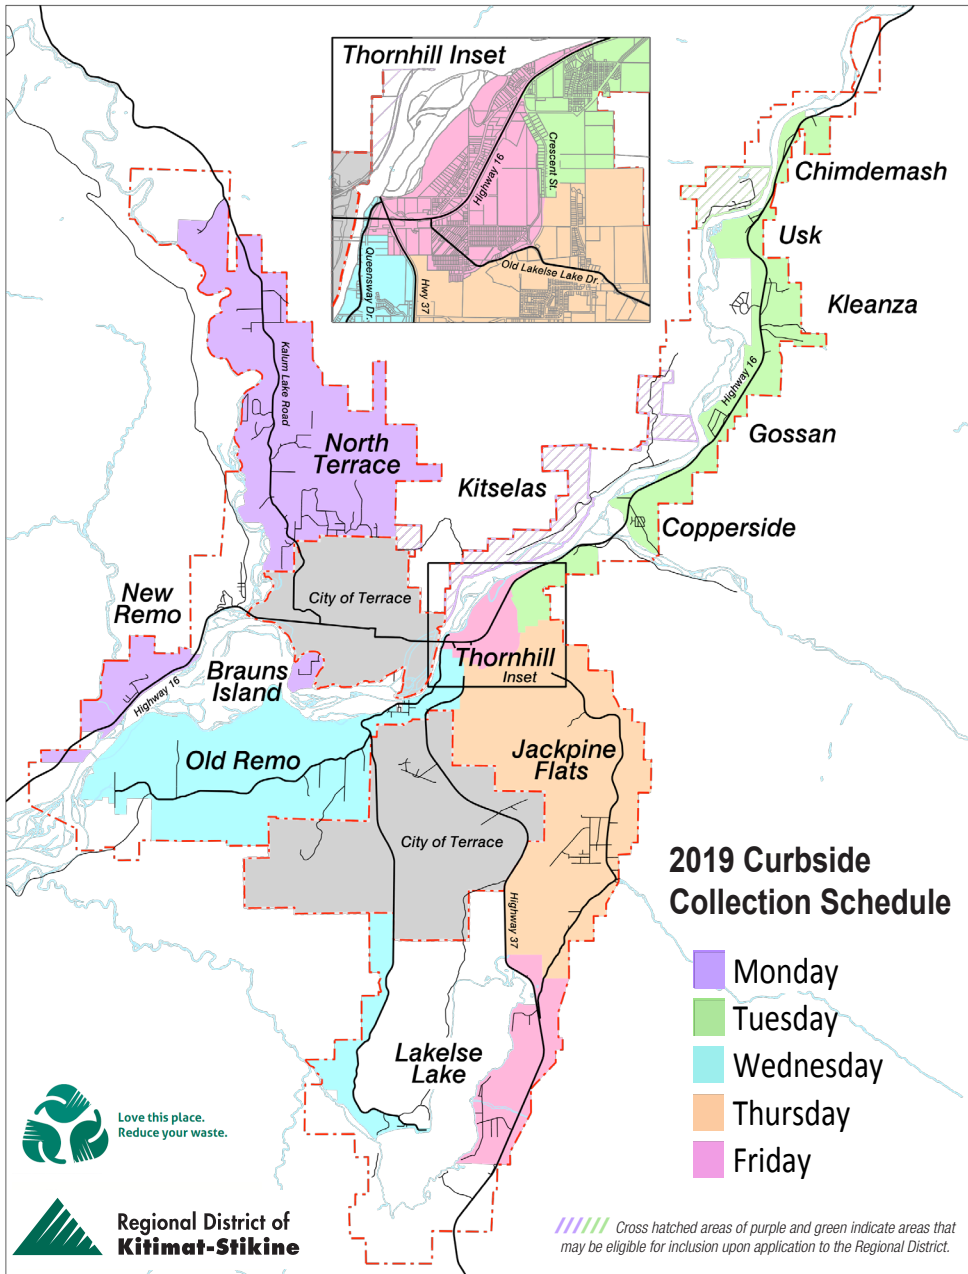 Thornhill Inset
Highway 16
Crescent St.
Queensway Dr.
Hwy 37
Old Lakelse Lake Dr.
Chimdemash
Usk
Kleanza
Highway 16
Gossan
Copperside
Kalum Lake Road
North
Terrace
Kitselas
City of Terrace
New
Remo
Highway 16
Brauns
Island
Thornhill
Inset
Old Remo
Jackpine
Flats
City of Terrace
Highway 37
Lakelse
Lake
2019 Curbside
Collection Schedule
Monday
Tuesday
Wednesday
Thursday
Friday
Love this place.
Reduce your waste.
Regional District of
Kitimat-Stikine
Cross hatched areas of purple and green indicate areas that
may be eligible for inclusion upon application to the Regional District.